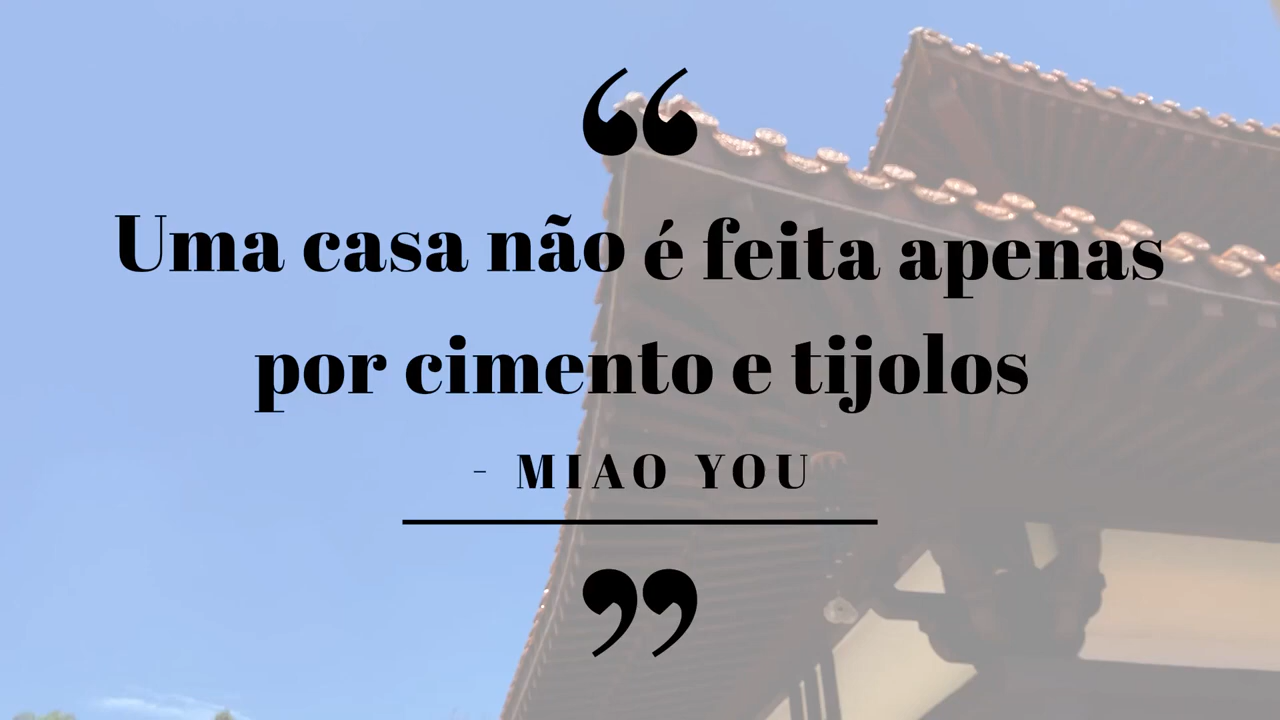 “
Uma casa não é feita apenas
por cimento e tijolos
- MIAO YOU
”